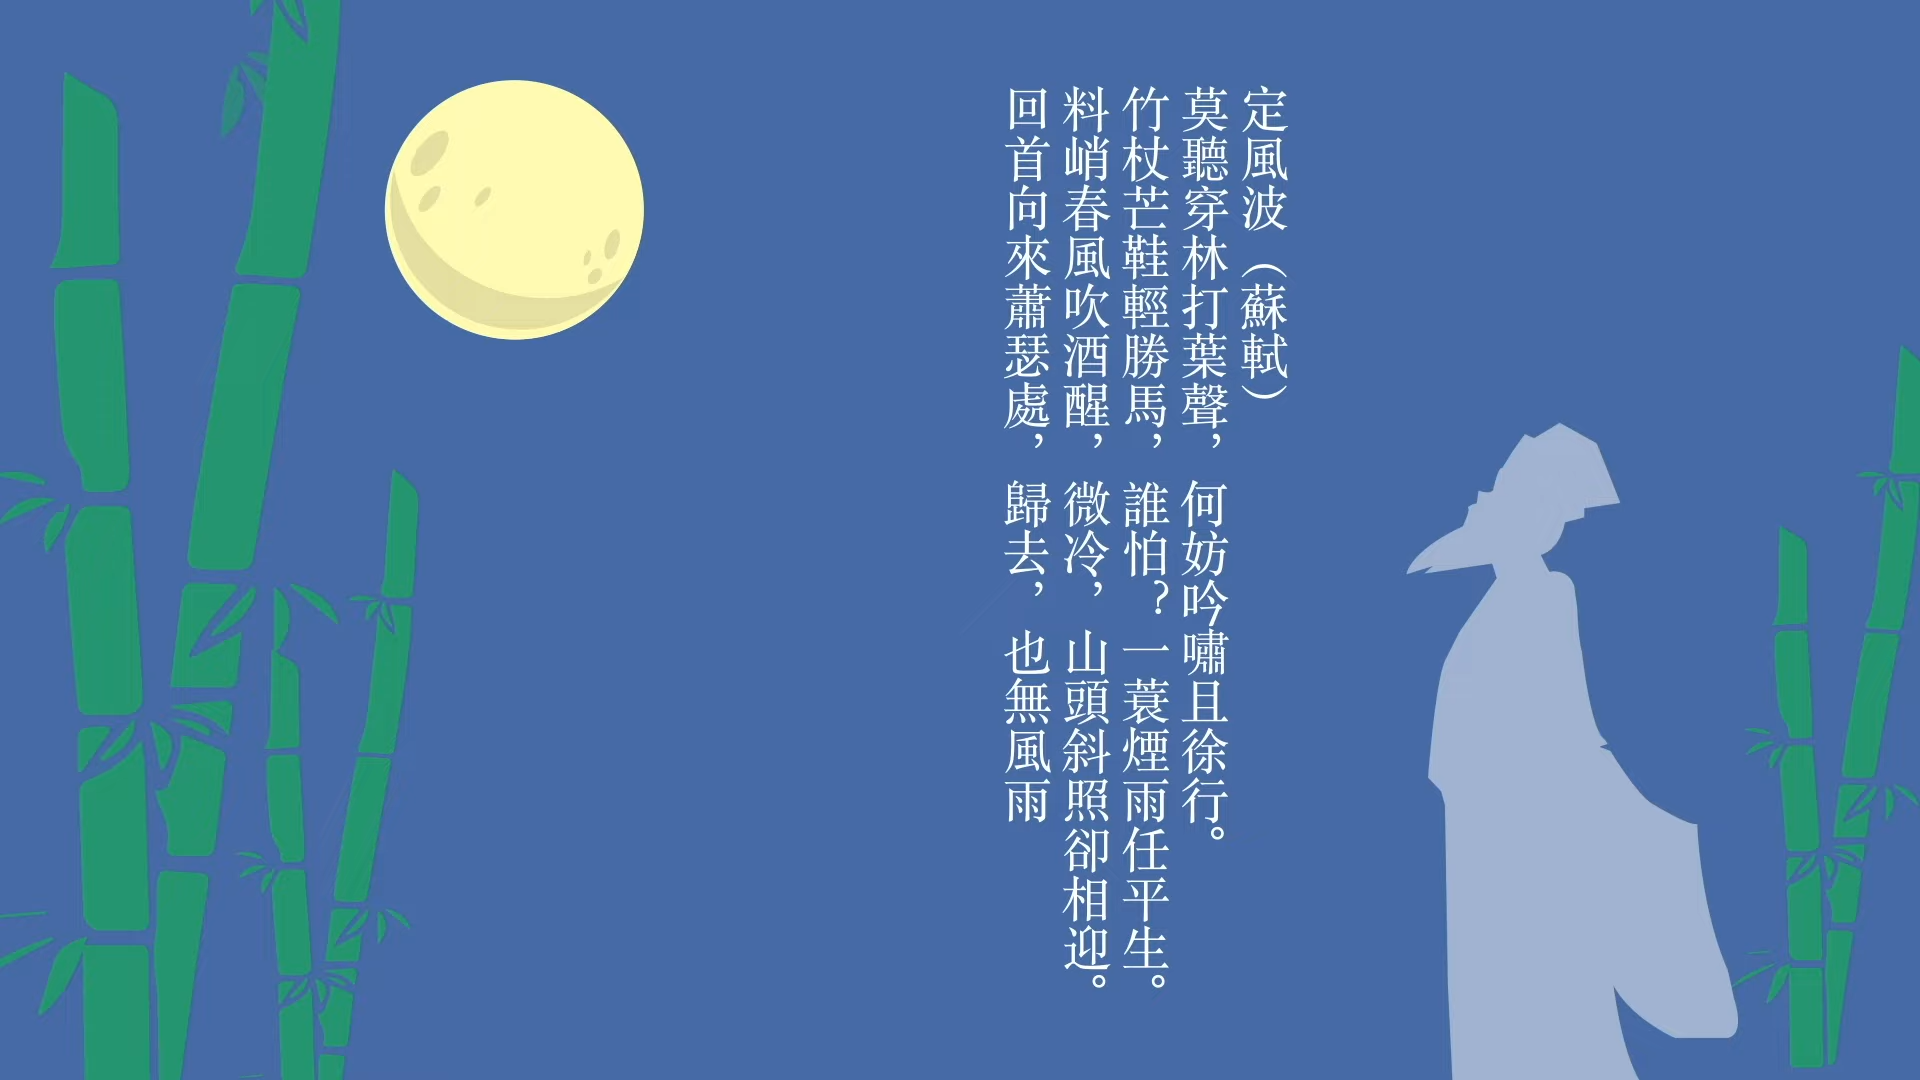 定風波（蘇軾）
莫聽穿林打葉聲，何妨吟嘯且徐行。
竹杖芒鞋輕勝馬，誰怕？一蓑煙雨任平生。
料峭春風吹酒醒，微冷，山頭斜照卻相迎。
回首向來蕭瑟處，歸去，也無風雨